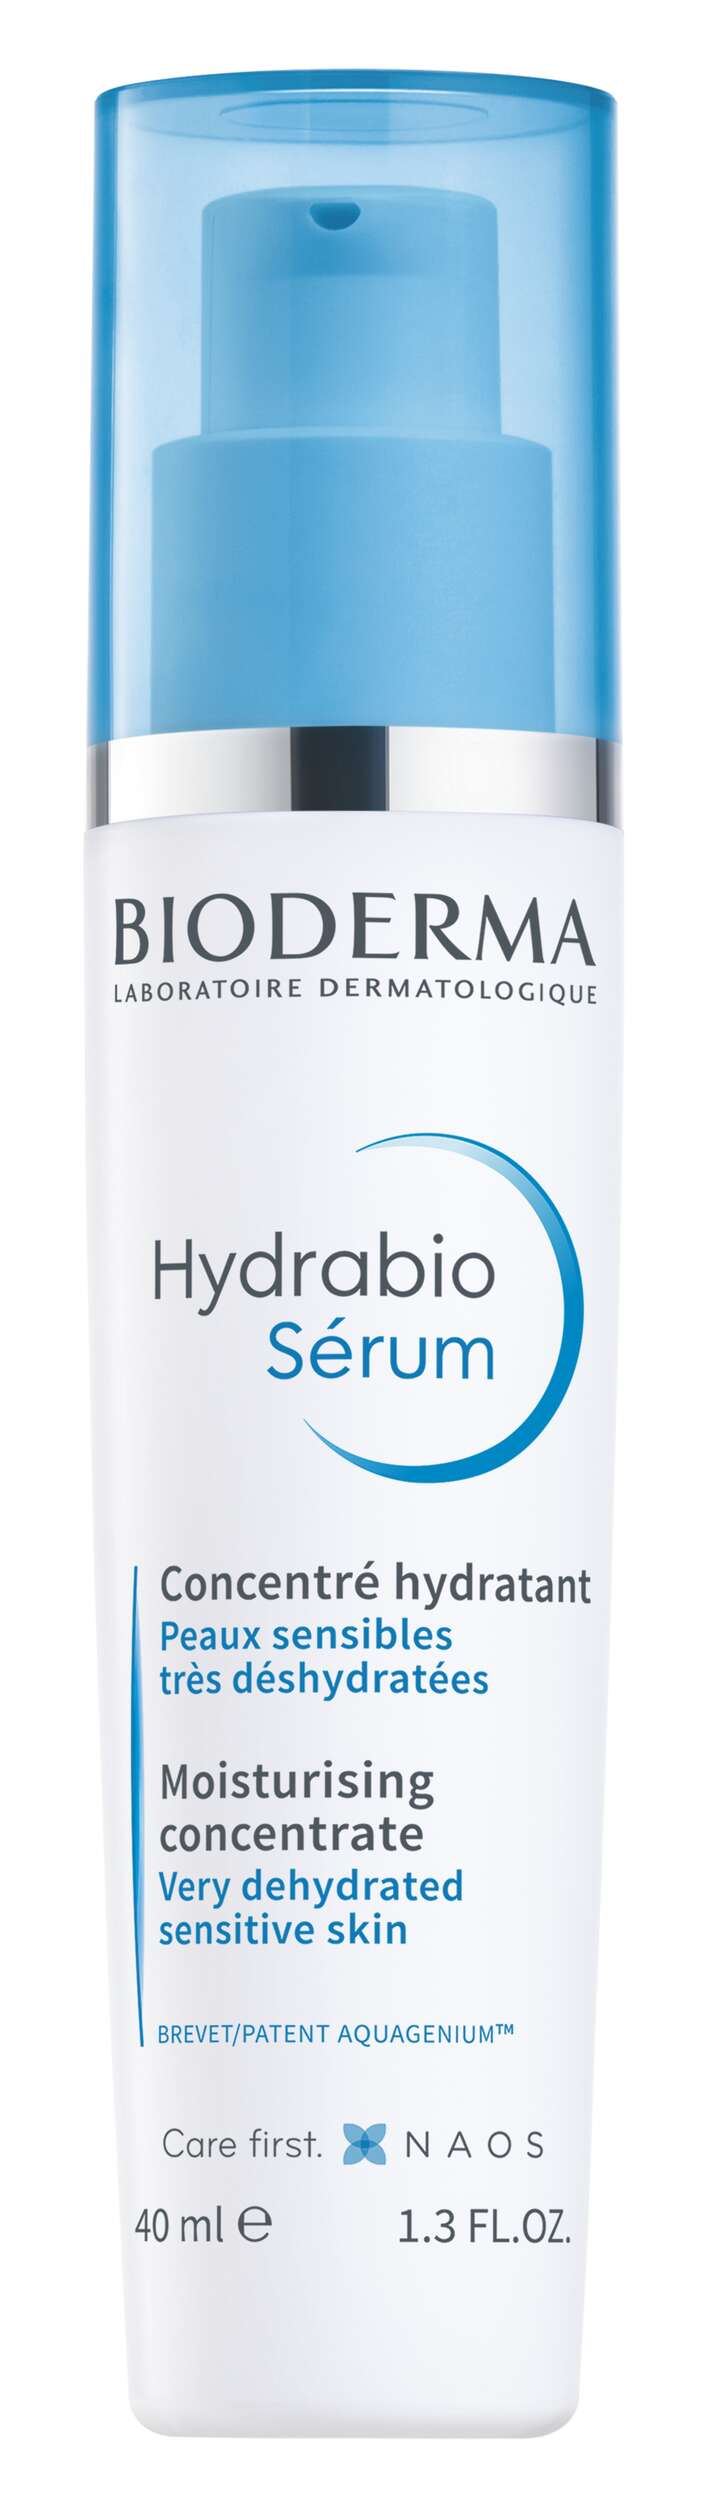 BIODERMA
LABORATOIRE DERMATOLOGIQUE
Hydrabio
Sérum
Concentré hydratant
Peaux sensibles
très déshydratées
Moisturising
concentrate
Very dehydrated
sensitive skin
BREVET/PATENT AQUAGENIUM™
Care first. NAOS
40 ml ℮ 1.3 FL.OZ.